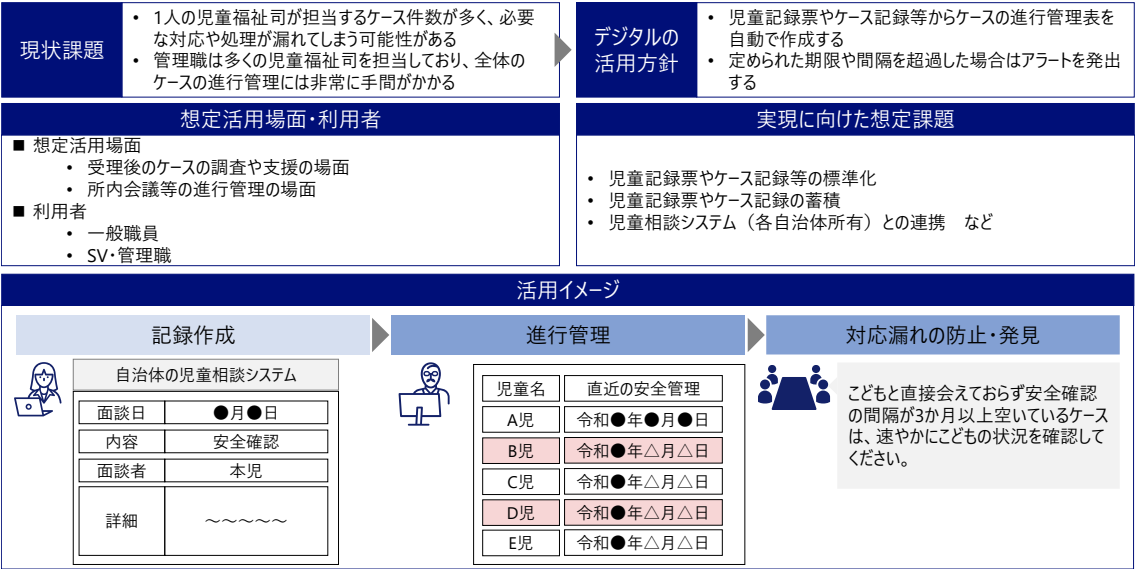 現状課題
• 1人の児童福祉司が担当するケース件数が多く、必要
な対応や処理が漏れてしまう可能性がある
• 管理職は多くの児童福祉司を担当しており、全体の
ケースの進行管理には非常に手間がかかる
デジタルの
活用方針
• 児童記録票やケース記録等からケースの進行管理表を
自動で作成する
• 定められた期限や間隔を超過した場合はアラートを発出
する
想定活用場面・利用者
■ 想定活用場面
• 受理後のケースの調査や支援の場面
• 所内会議等の進行管理の場面
■ 利用者
• 一般職員
• SV・管理職
実現に向けた想定課題
• 児童記録票やケース記録等の標準化
• 児童記録票やケース記録の蓄積
• 児童相談システム（各自治体所有）との連携　など
活用イメージ
記録作成
自治体の児童相談システム
面談日 ●月●日
内容 安全確認
面談者 本児
詳細 ～～～～～
進行管理
児童名 直近の安全管理
A児 令和●年●月●日
B児 令和●年△月△日
C児 令和●年△月△日
D児 令和●年△月△日
E児 令和●年△月△日
対応漏れの防止・発見
こどもと直接会えておらず安全確認
の間隔が3か月以上空いているケース
は、速やかにこどもの状況を確認して
ください。